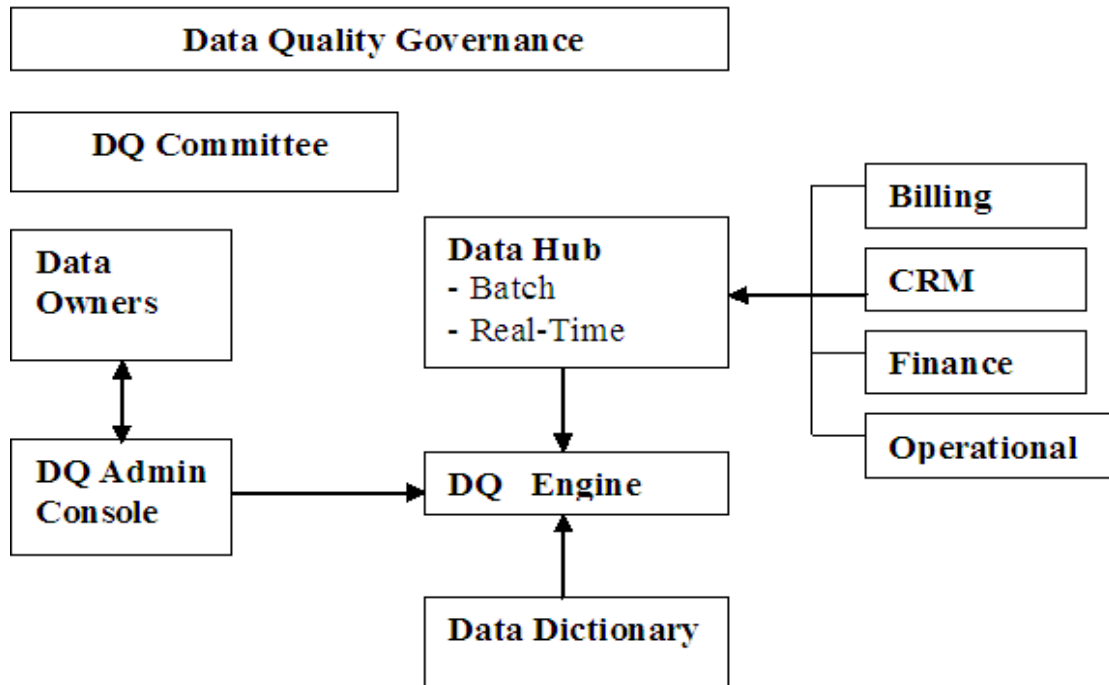 Data Quality Governance
DQ Committee
Data
Owners
DQ Admin
Console
Data Hub
- Batch
- Real-Time
DQ Engine
Data Dictionary
Billing
CRM
Finance
Operational